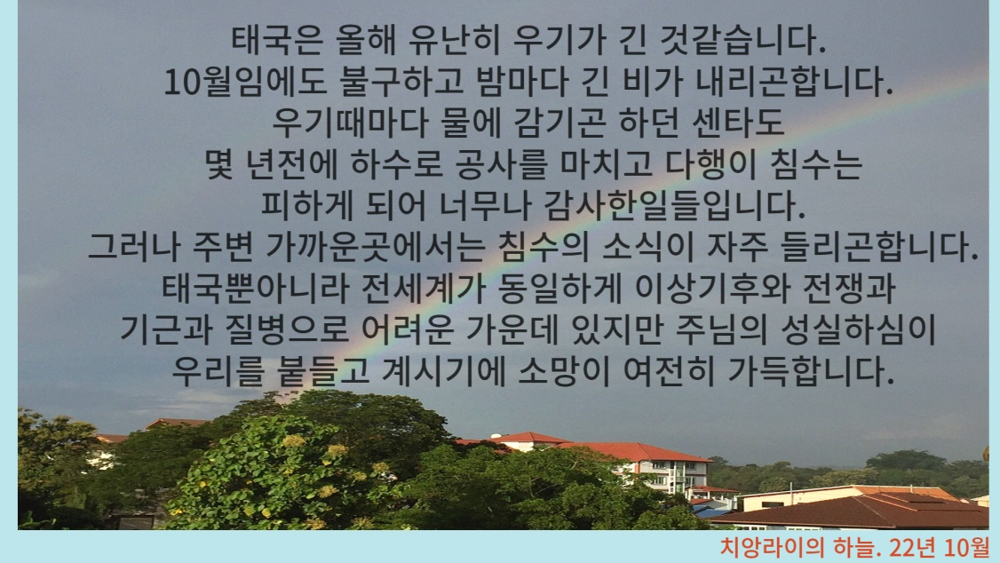 태국은 올해 유난히 우기가 긴 것같습니다.
10월임에도 불구하고 밤마다 긴 비가 내리곤합니다.
우기때마다 물에 감기곤 하던 센타도
몇 년전에 하수로 공사를 마치고 다행이 침수는
피하게 되어 너무나 감사한일들입니다.
그러나 주변 가까운곳에서는 침수의 소식이 자주 들리곤합니다.
태국뿐아니라 전세계가 동일하게 이상기후와 전쟁과
기근과 질병으로 어려운 가운데 있지만 주님의 성실하심이
우리를 붙들고 계시기에 소망이 여전히 가득합니다.
치앙라이의 하늘. 22년 10월